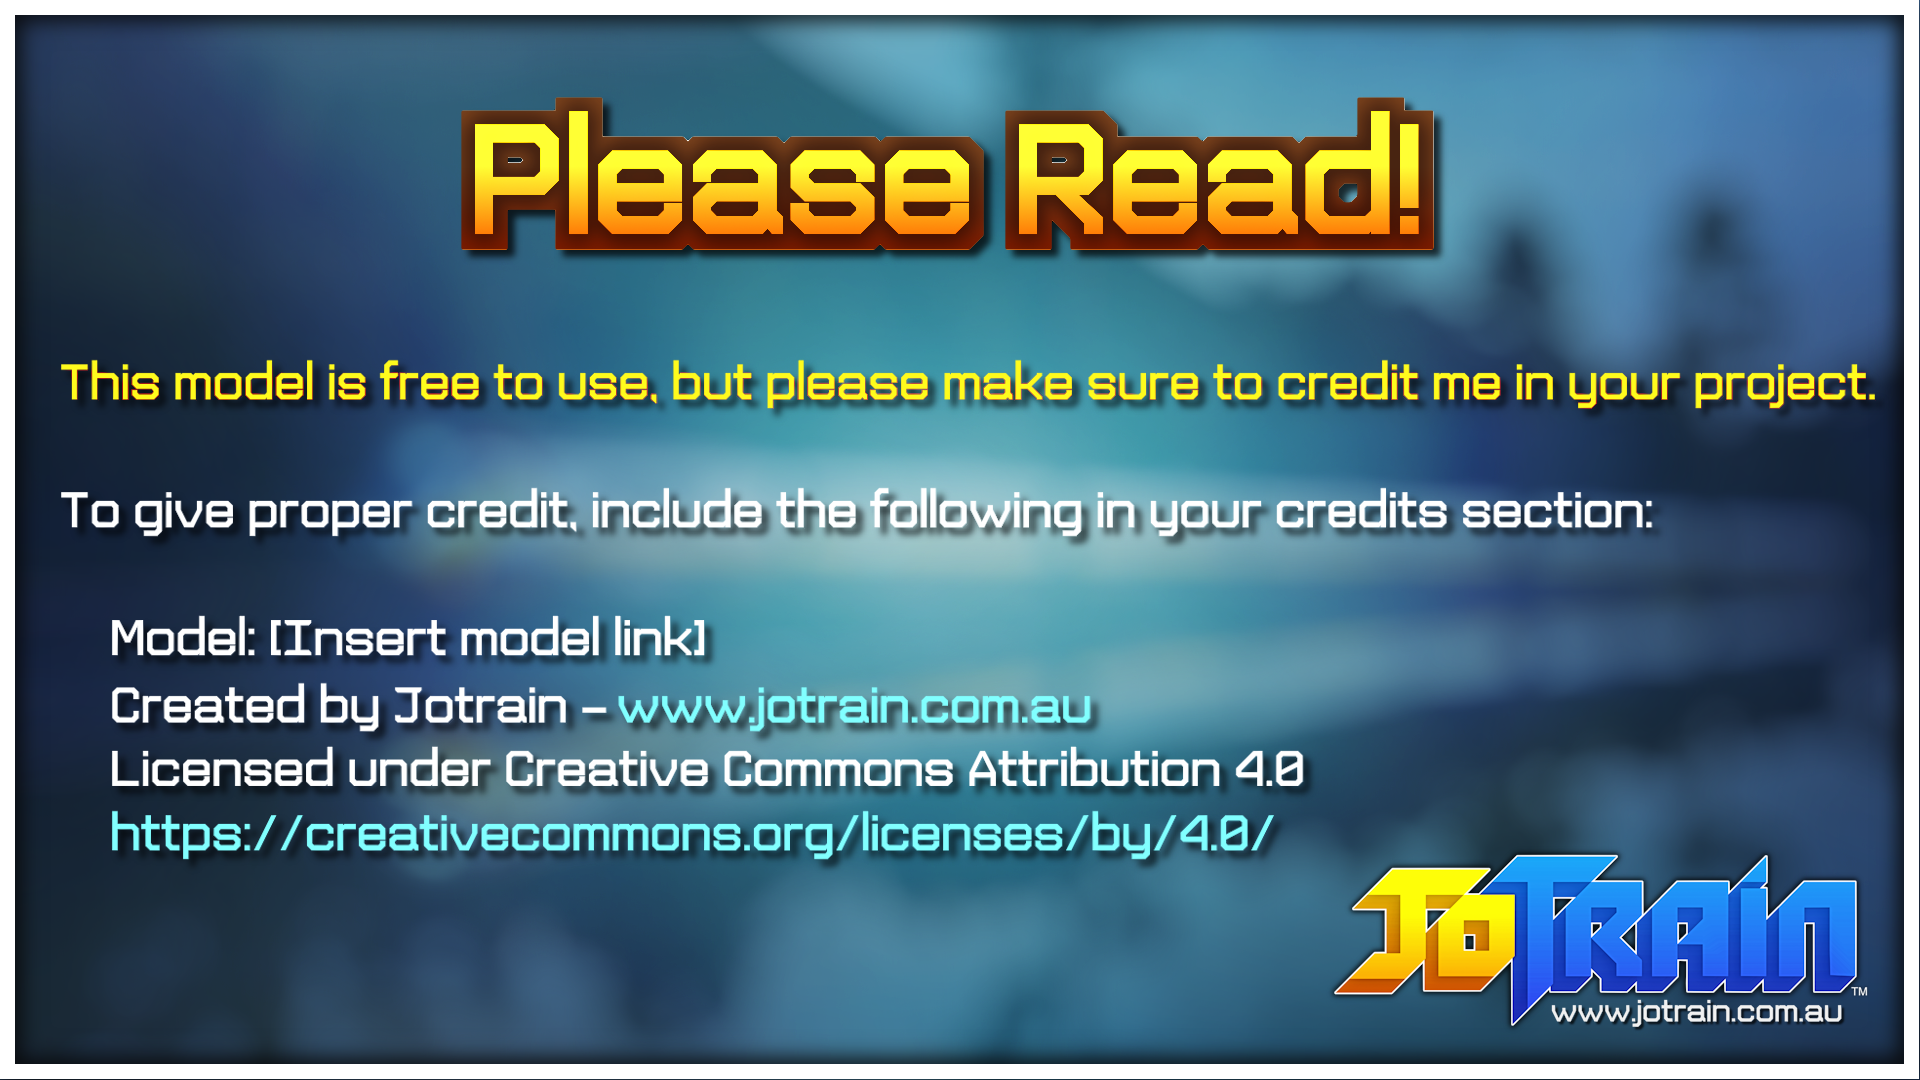 Please Read!
This model is free to use, but please make sure to credit me in your project.
To give proper credit, include the following in your credits section:
Model: [Insert model link]
Created by Jotrain – www.jotrain.com.au
Licensed under Creative Commons Attribution 4.0
https://creativecommons.org/licenses/by/4.0/
JoTrain™
www.jotrain.com.au